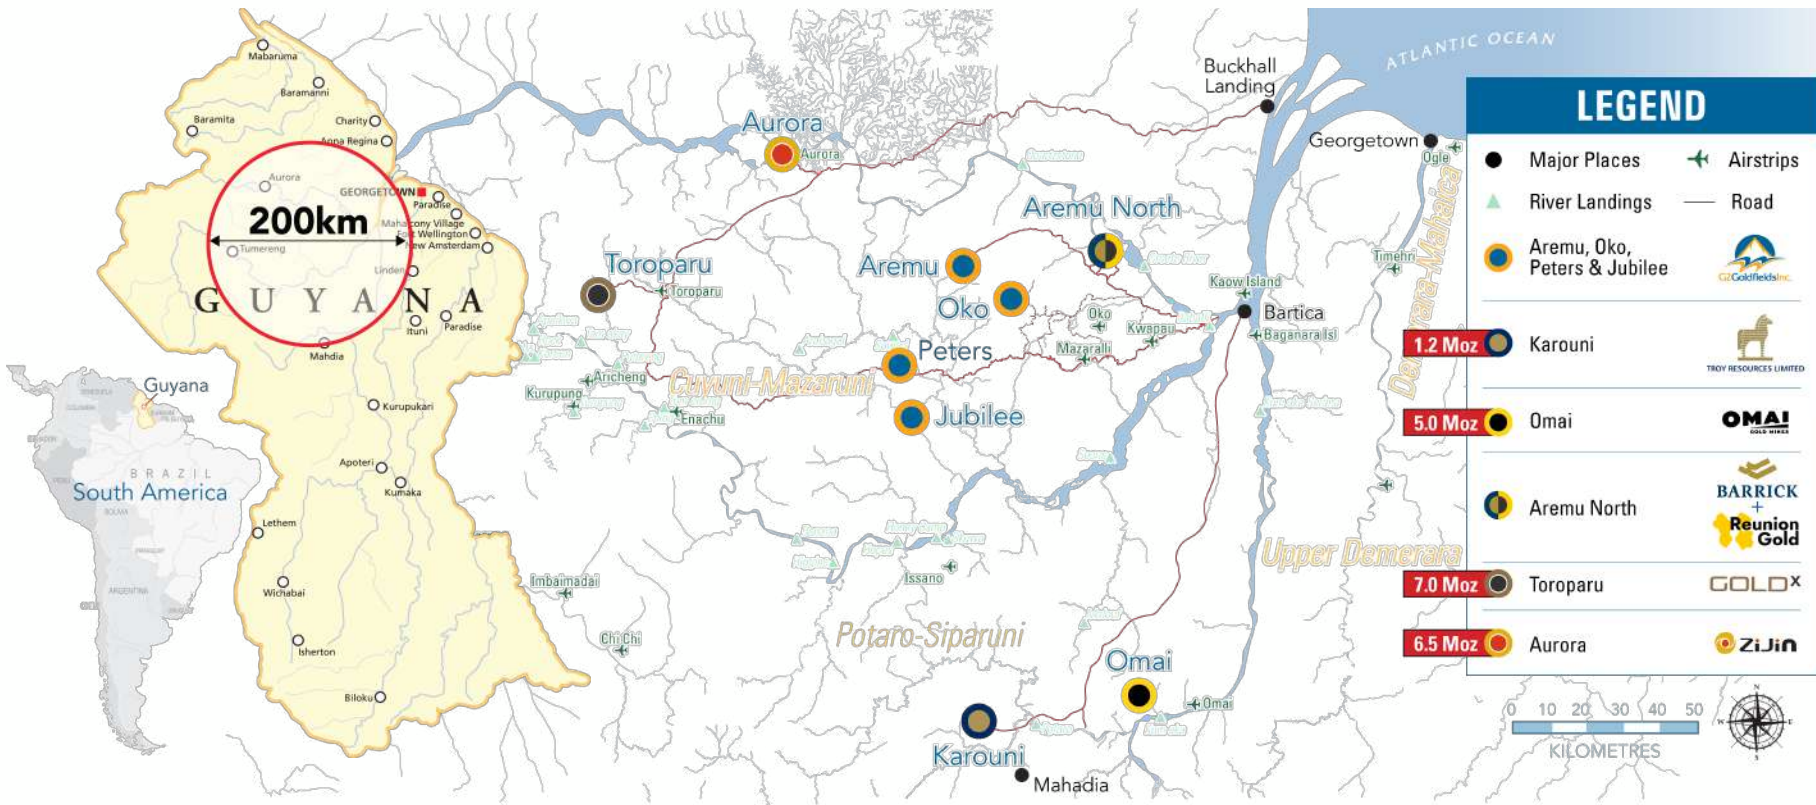 Mabaruma
Baramanni
Baramita
Charity
Anna Regina
Aurora
GEORGETOWN
Paradise
200km
Mahaicony Village
Fort Wellington
New Amsterdam
Tumereng
Linden
GUYANA
Ituni
Paradise
Mahdia
Kurupukari
Apoteri
Kumaka
Lethem
Wichabai
Isherton
Biloku
Guyana
BRAZIL
South America
ARGENTINA
ATLANTIC OCEAN
Buckhall
Landing
Georgetown
Ogle
Aurora
Aurora
Aremu North
Toroparu
Toroparu
Aremu
Oko
Timehri
Kaow Island
Bartica
Baganara Isl
Oko
Kwapau
Mazaralli
Peters
Cuyuni-Mazaruni
Jubilee
Aricheng
Kurupung
Enachu
Demerara-Mahaica
Upper Demerara
Issano
Imbaimadai
Chi Chi
Potaro-Siparuni
Omai
Omai
Karouni
Mahadia
LEGEND
Major Places
Airstrips
River Landings
Road
Aremu, Oko,
Peters & Jubilee
G2Goldfields Inc.
1.2 Moz
Karouni
TROY RESOURCES LIMITED
5.0 Moz
Omai
OMAI
GOLD MINES
Aremu North
BARRICK
+
Reunion
Gold
7.0 Moz
Toroparu
GOLDX
6.5 Moz
Aurora
ZiJin
0 10 20 30 40 50
KILOMETRES
N
W
E
S